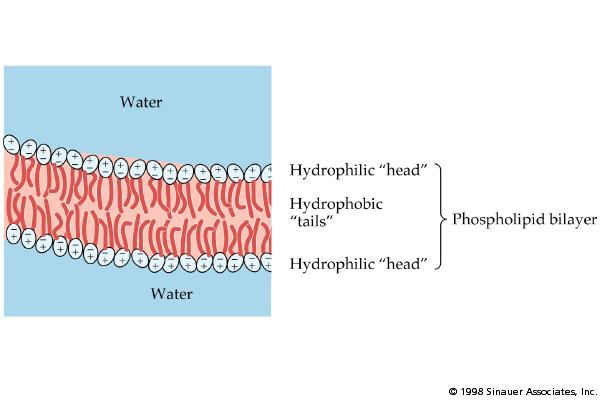 Water
Hydrophilic “head”
Hydrophobic
“tails”
Phospholipid bilayer
Hydrophilic “head”
Water
© 1998 Sinauer Associates, Inc.